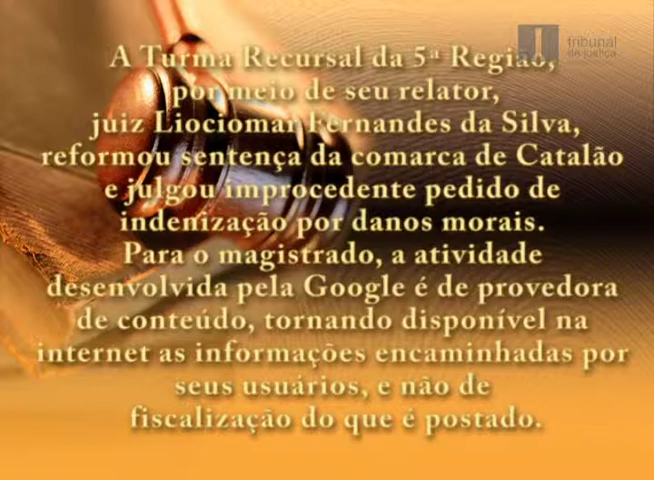 tribunal
de justiça
A Turma Recursal da 5ª Região,
por meio de seu relator,
juiz Liociomar Fernandes da Silva,
reformou sentença da comarca de Catalão
e julgou improcedente pedido de
indenização por danos morais.
Para o magistrado, a atividade
desenvolvida pela Google é de provedora
de conteúdo, tornando disponível na
internet as informações encaminhadas por
seus usuários, e não de
fiscalização do que é postado.